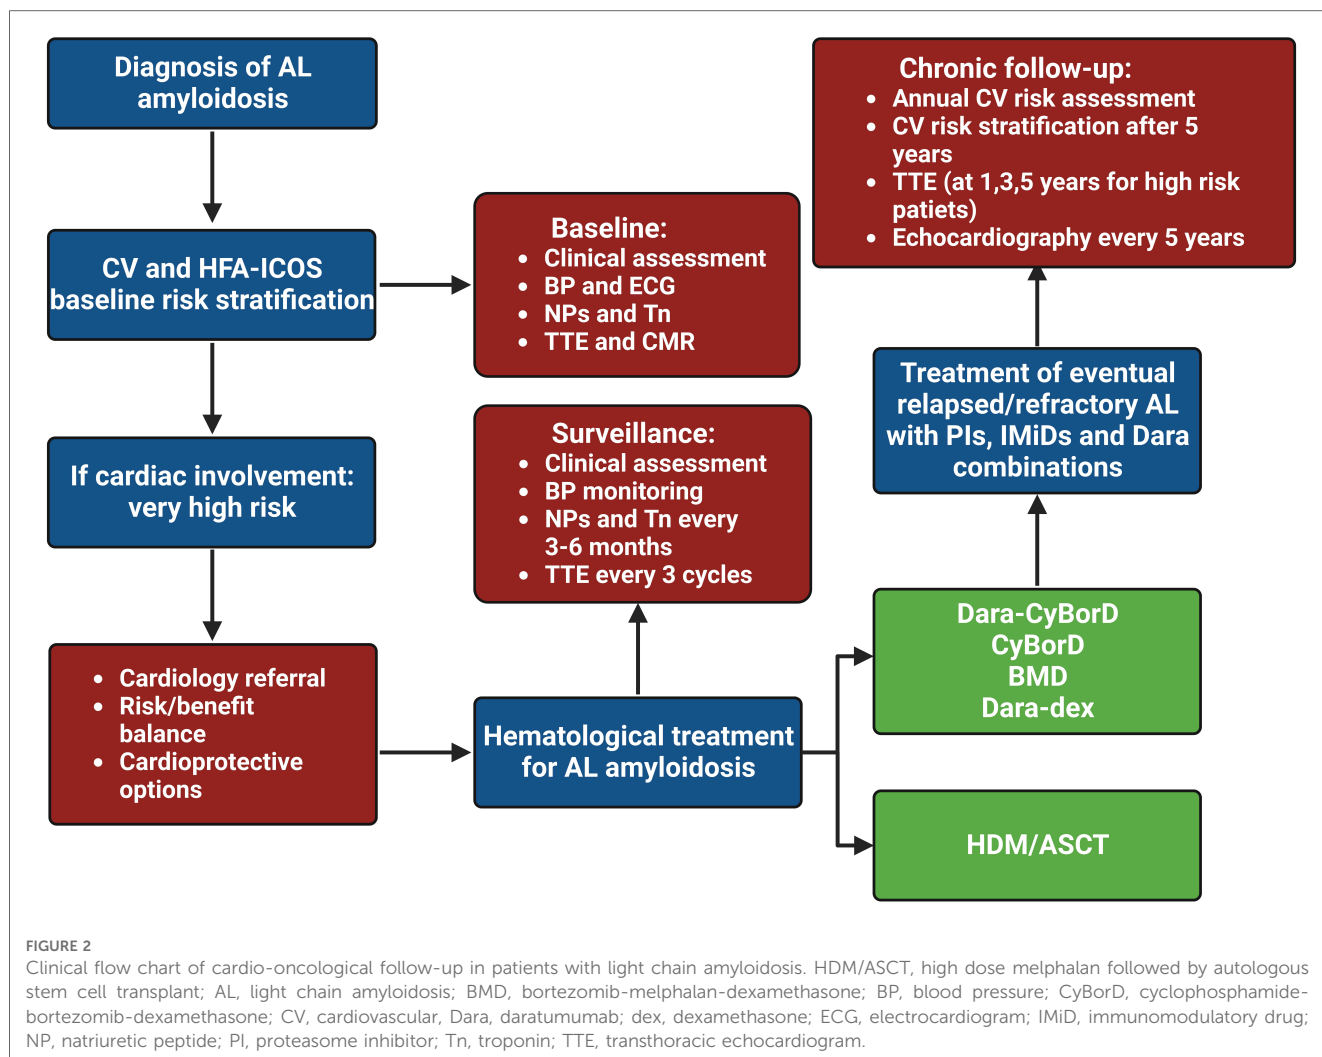 Diagnosis of AL
amyloidosis
CV and HFA-ICOS
baseline risk stratification
If cardiac involvement:
very high risk
• Cardiology referral
• Risk/benefit
balance
• Cardioprotective
options
Baseline:
• Clinical assessment
• BP and ECG
• NPs and Tn
• TTE and CMR
Surveillance:
• Clinical assessment
• BP monitoring
• NPs and Tn every
3-6 months
• TTE every 3 cycles
Hematological treatment
for AL amyloidosis
Chronic follow-up:
• Annual CV risk assessment
• CV risk stratification after 5
years
• TTE (at 1,3,5 years for high risk
patiets)
• Echocardiography every 5 years
Treatment of eventual
relapsed/refractory AL
with PIs, IMiDs and Dara
combinations
Dara-CyBorD
CyBorD
BMD
Dara-dex
HDM/ASCT
FIGURE 2
Clinical flow chart of cardio-oncological follow-up in patients with light chain amyloidosis. HDM/ASCT, high dose melphalan followed by autologous
stem cell transplant; AL, light chain amyloidosis; BMD, bortezomib-melphalan-dexamethasone; BP, blood pressure; CyBorD, cyclophosphamide-
bortezomib-dexamethasone; CV, cardiovascular, Dara, daratumumab; dex, dexamethasone; ECG, electrocardiogram; IMiD, immunomodulatory drug;
NP, natriuretic peptide; PI, proteasome inhibitor; Tn, troponin; TTE, transthoracic echocardiogram.